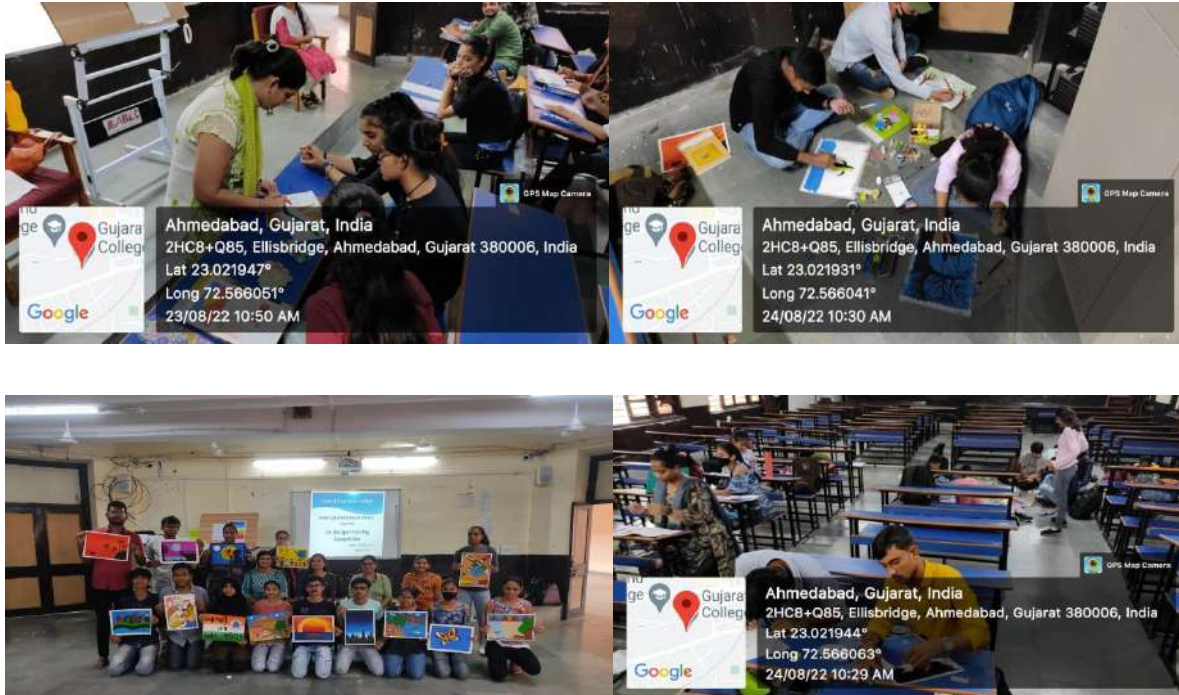 GPS Map Camera
Gujarat
College
Google
Ahmedabad, Gujarat, India
2HC8+Q85, Ellisbridge, Ahmedabad, Gujarat 380006, India
Lat 23.021947°
Long 72.566051°
23/08/22 10:50 AM
GPS Map Camera
Gujarat
College
Google
Ahmedabad, Gujarat, India
2HC8+Q85, Ellisbridge, Ahmedabad, Gujarat 380006, India
Lat 23.021931°
Long 72.566041°
24/08/22 10:30 AM
Competition
GPS Map Camera
Gujarat
College
Google
Ahmedabad, Gujarat, India
2HC8+Q85, Ellisbridge, Ahmedabad, Gujarat 380006, India
Lat 23.021944°
Long 72.566063°
24/08/22 10:29 AM